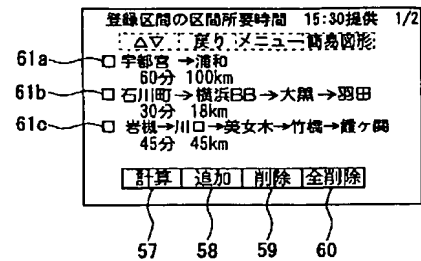 登録区間の区間所要時間 15:30提供 1/2
△▽ 戻り メニュー 簡易図形
61a □ 宇都宮→浦和
60分 100km
61b □ 石川町→横浜BB→大黒→羽田
30分 18km
61c □ 岩槻→川口→美女木→竹橋→霞ヶ関
45分 45km
計算 追加 削除 全削除
57 58 59 60